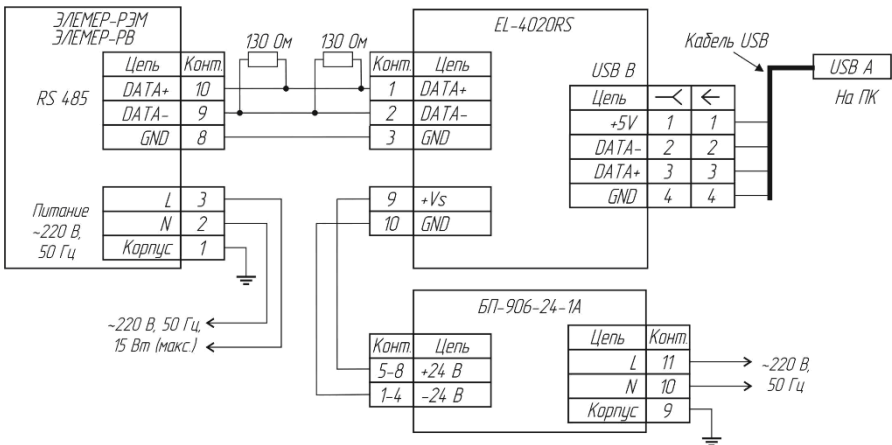 ЭЛЕМЕР-РЭМ
ЭЛЕМЕР-РВ
RS 485
Цепь Конт.
DATA+ 10
DATA- 9
GND 8
Питание
~220 В,
50 Гц
L 3
N 2
Корпус 1
~220 В, 50 Гц,
15 Вт (макс.)
130 Ом
130 Ом
EL-4020RS
Конт. Цепь
1 DATA+
2 DATA-
3 GND
9 +Vs
10 GND
USB B
Цепь
+5V 1 1
DATA- 2 2
DATA+ 3 3
GND 4 4
Кабель USB
USB A
На ПК
БП-906-24-1А
Конт. Цепь
5-8 +24 В
1-4 -24 В
Цепь Конт.
L 11
N 10
Корпус 9
~220 В,
50 Гц